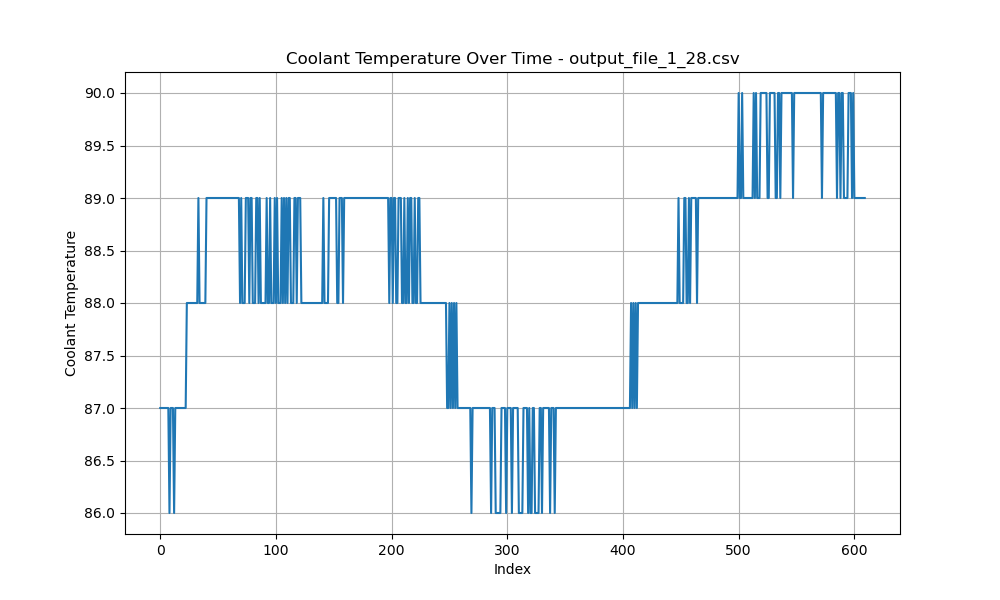 Coolant Temperature Over Time - output_file_1_28.csv
90.0
89.5
89.0
88.5
88.0
87.5
87.0
86.5
86.0
Coolant Temperature
0 100 200 300 400 500 600
Index